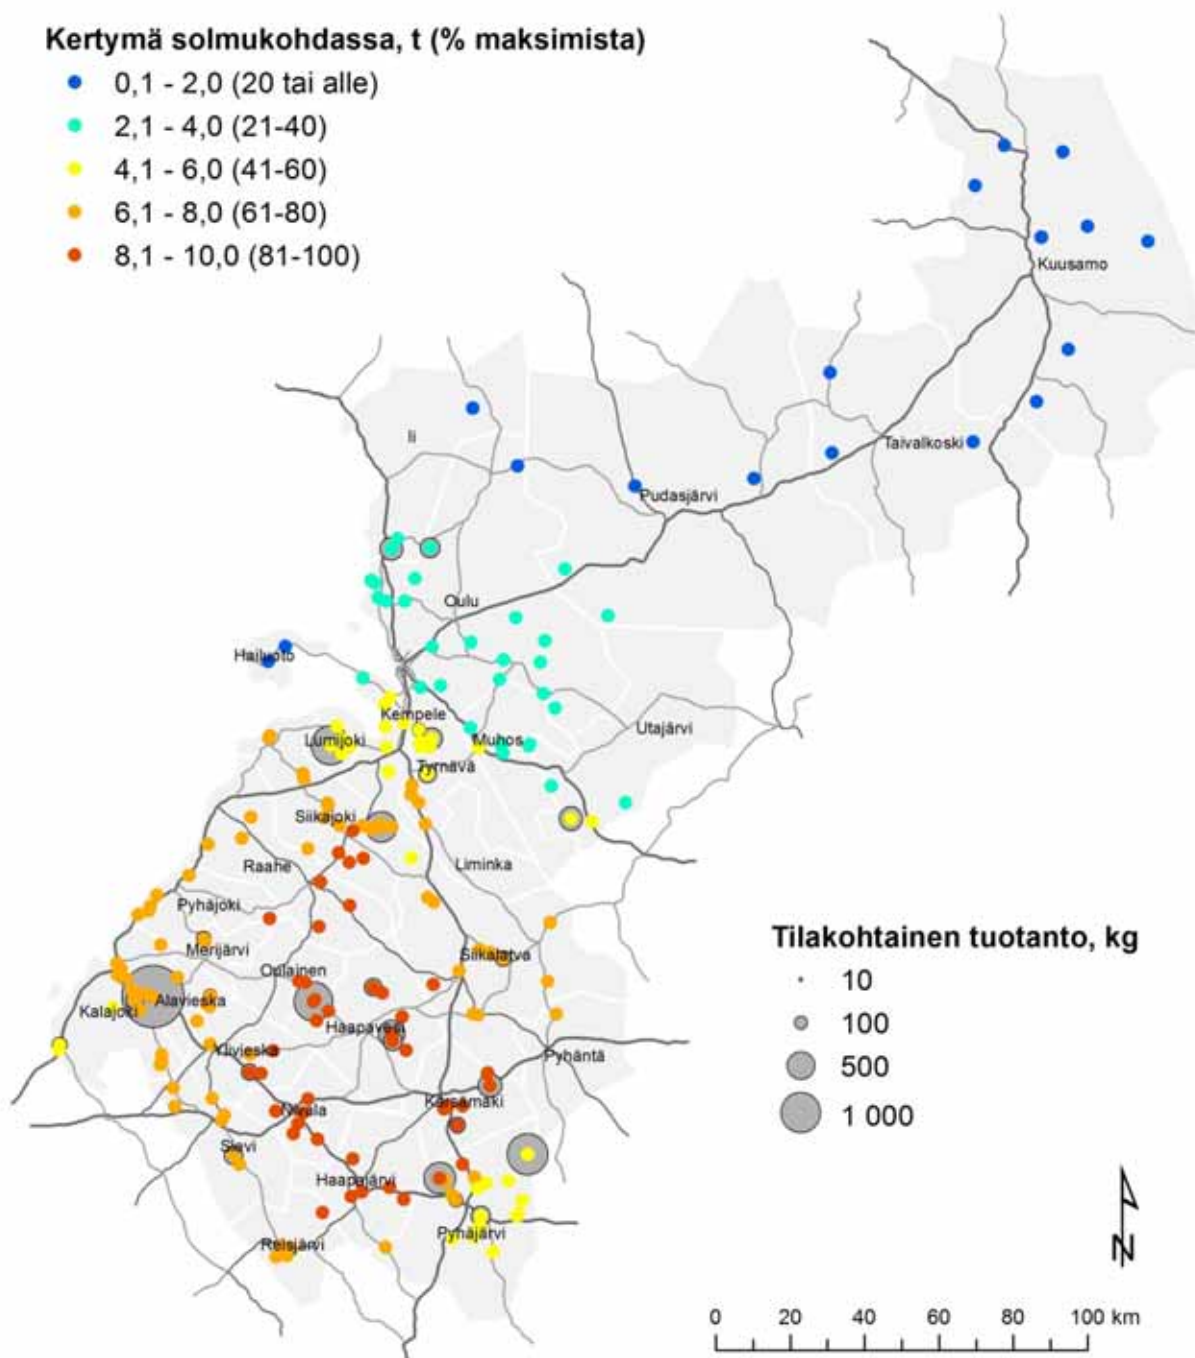 Kertymä solmukohdassa, t (% maksimista)
0,1 - 2,0 (20 tai alle)
2,1 - 4,0 (21-40)
4,1 - 6,0 (41-60)
6,1 - 8,0 (61-80)
8,1 - 10,0 (81-100)
Kuusamo
Ii
Taivalkoski
Pudasjärvi
Oulu
Hailuoto
Kempele
Utajärvi
Lumijoki
Muhos
Tyrnävä
Siikajoki
Raahe
Liminka
Pyhäjoki
Merijärvi
Siikalatva
Oulainen
Kalajoki
Alavieska
Haapavesi
Ylivieska
Pyhäntä
Nivala
Kärsämäki
Sievi
Haapajärvi
Pyhäjärvi
Reisjärvi
Tilakohtainen tuotanto, kg
10
100
500
1 000
N
0 20 40 60 80 100 km